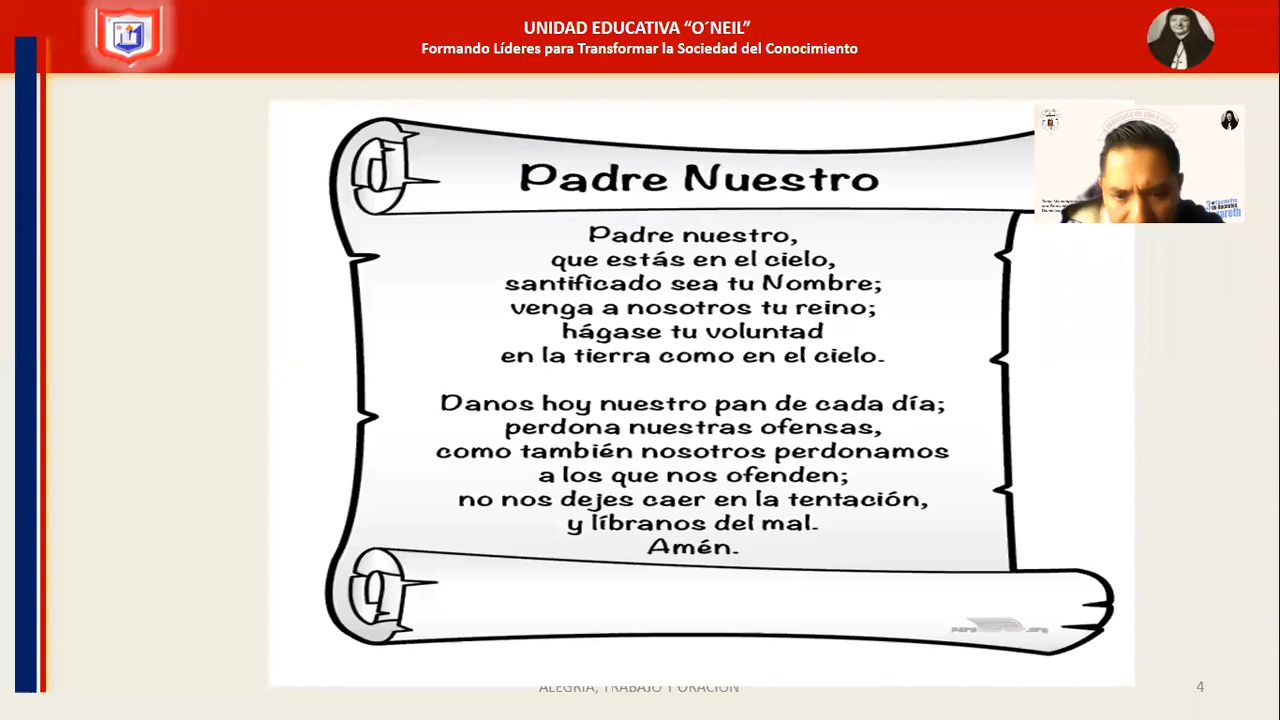 UNIDAD EDUCATIVA “O´NEIL”
Formando Líderes para Transformar la Sociedad del Conocimiento
Padre Nuestro
Padre nuestro,
que estás en el cielo,
santificado sea tu Nombre;
venga a nosotros tu reino;
hágase tu voluntad
en la tierra como en el cielo.
Danos hoy nuestro pan de cada día;
perdona nuestras ofensas,
como también nosotros perdonamos
a los que nos ofenden;
no nos dejes caer en la tentación,
y líbranos del mal.
Amén.
ALEGRIA, TRABAJO Y ORACIÓN
4